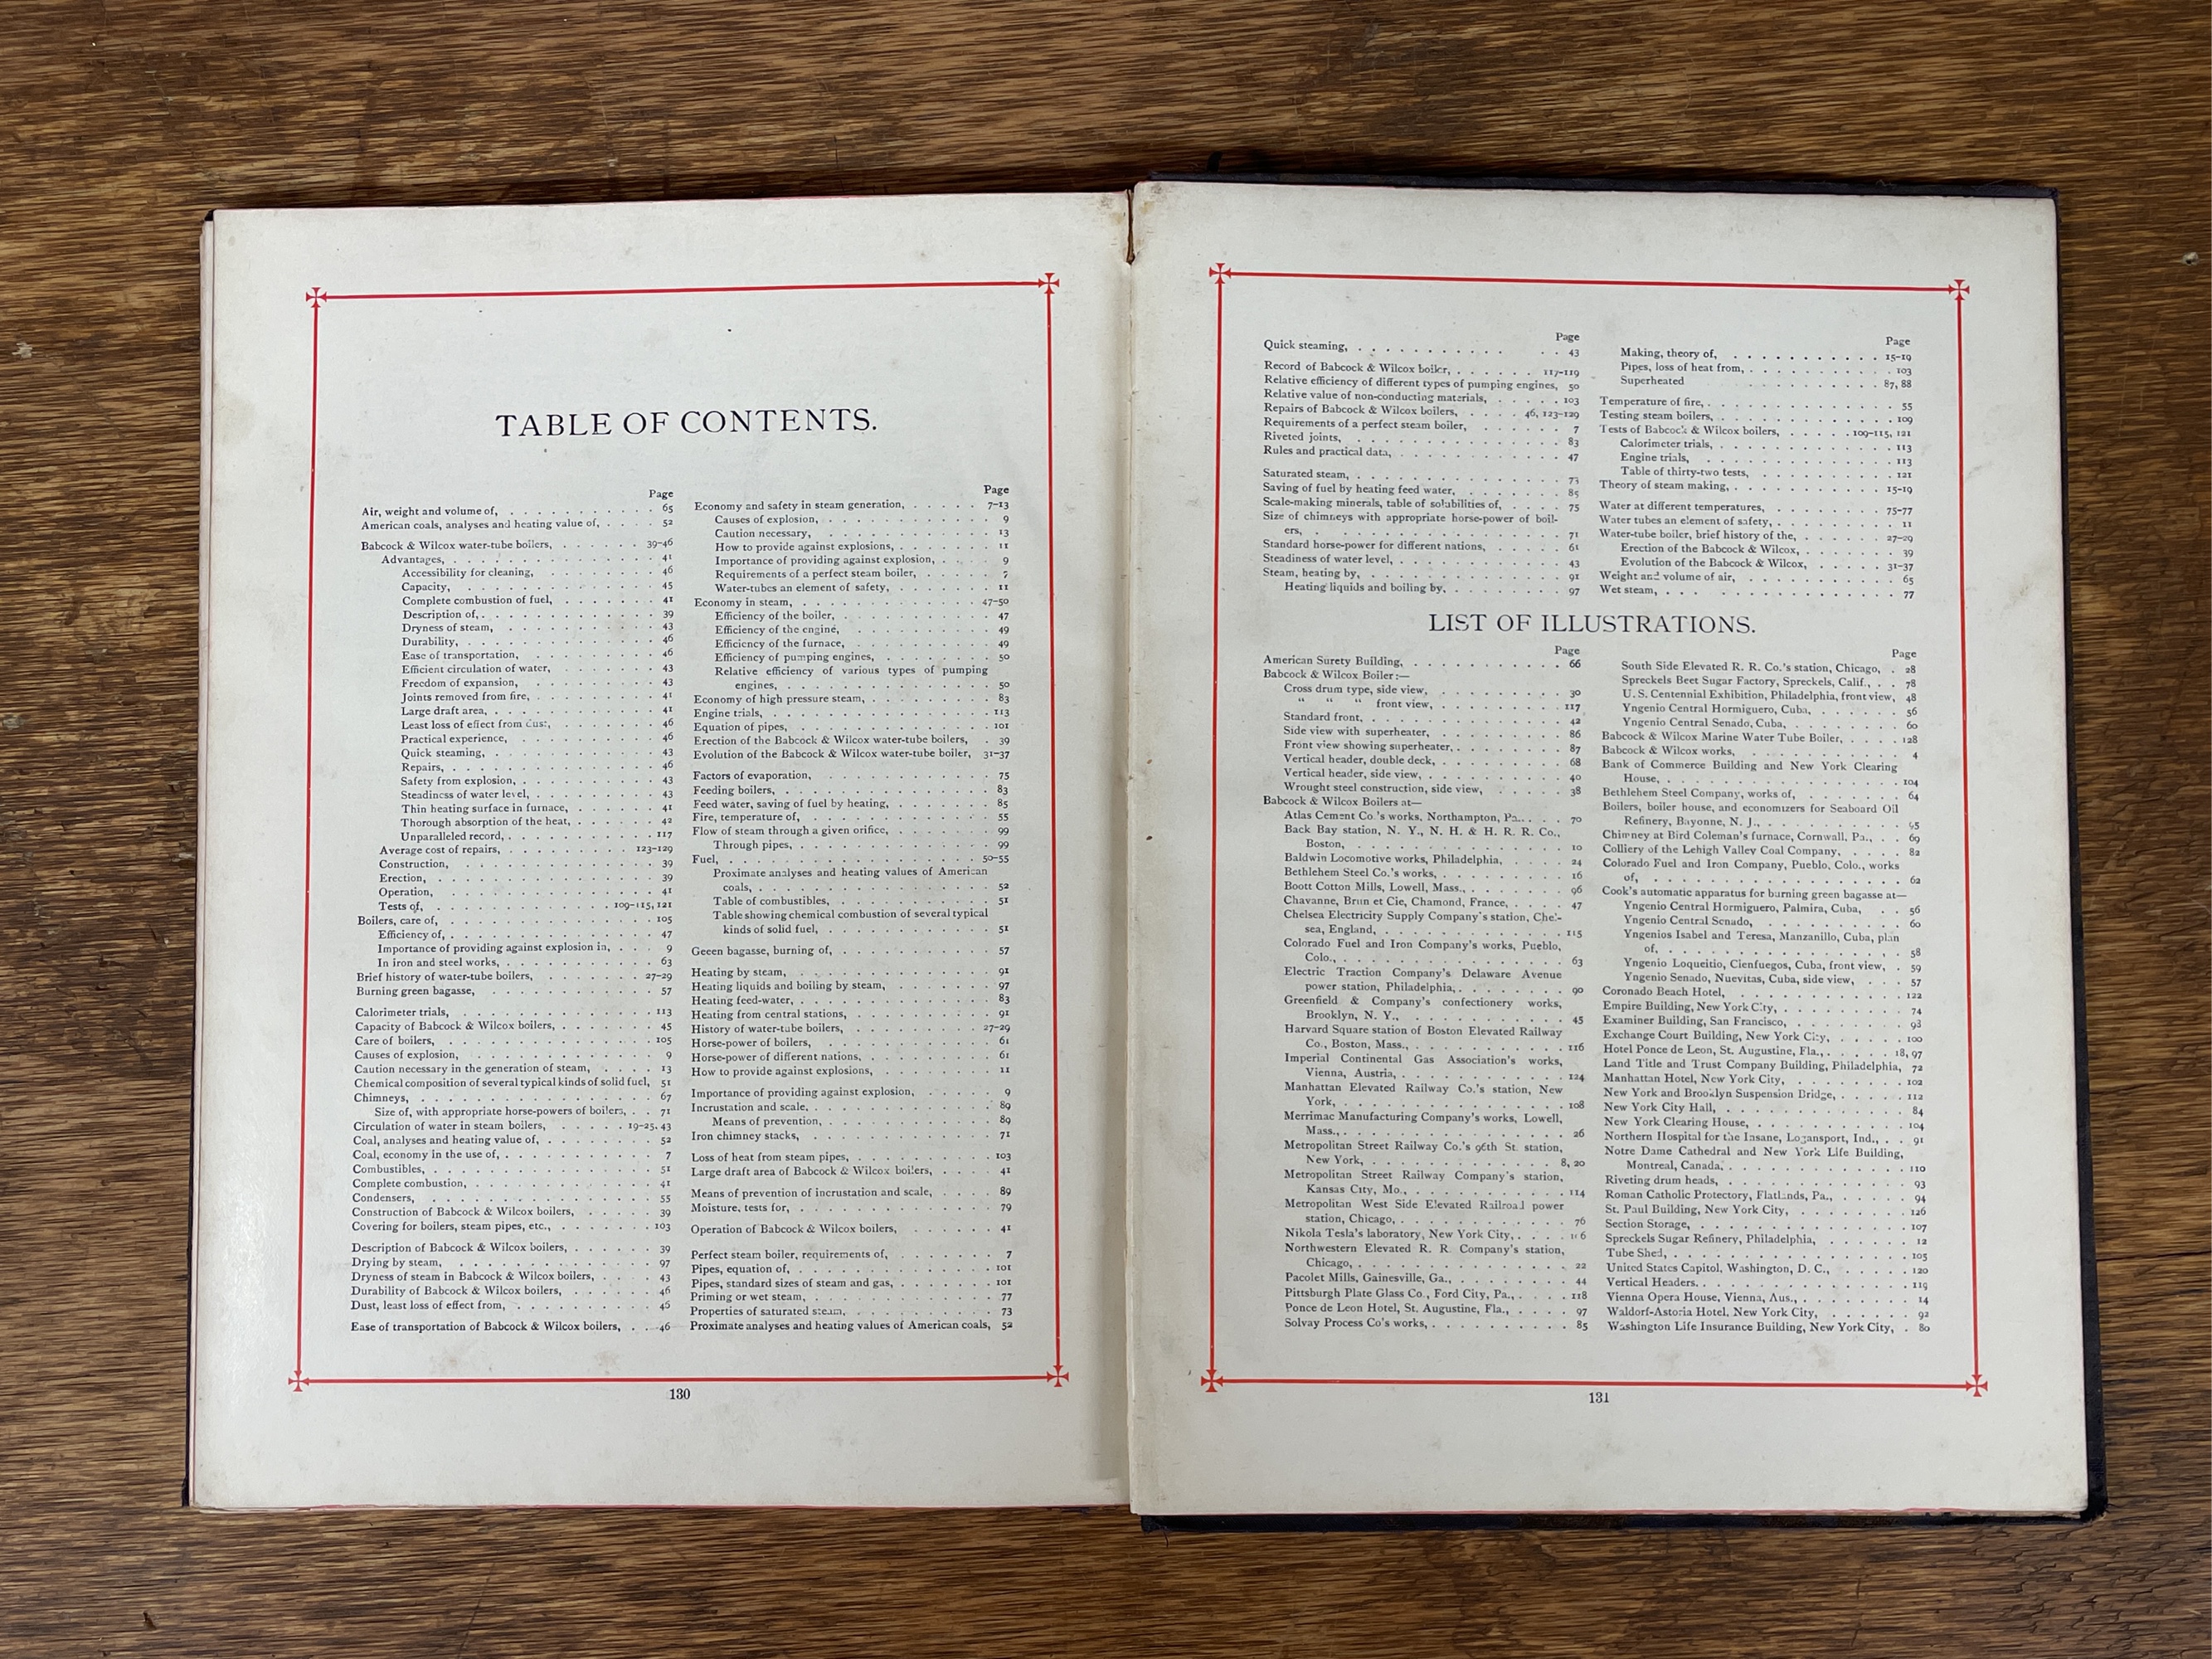 TABLE OF CONTENTS.
Page
Air, weight and volume of, . . . . . . . . . . 65
American coals, analyses and heating value of, . . . . 52
Babcock & Wilcox water-tube boilers, . . . . . . 39-46
Advantages, . . . . . . . . . . 41
Accessibility for cleaning, . . . . . . 46
Capacity, . . . . . . . . . . 45
Complete combustion of fuel, . . . . . 41
Description of, . . . . . . . . . . 39
Dryness of steam, . . . . . . . . 43
Durability, . . . . . . . . . . 46
Ease of transportation, . . . . . . . 46
Efficient circulation of water, . . . . . 43
Freedom of expansion, . . . . . . . 43
Joints removed from fire, . . . . . . 41
Large draft area, . . . . . . . . 41
Least loss of effect from dust, . . . . . 46
Practical experience, . . . . . . . 46
Quick steaming, . . . . . . . . 43
Repairs, . . . . . . . . . . 46
Safety from explosion, . . . . . . . 43
Steadiness of water level, . . . . . . 43
Thin heating surface in furnace, . . . . 41
Thorough absorption of the heat, . . . . 42
Unparalleled record, . . . . . . . 117
Average cost of repairs, . . . . . . 123-129
Construction, . . . . . . . . . . 39
Erection, . . . . . . . . . . 39
Operation, . . . . . . . . . . 41
Tests of, . . . . . . . . 109-115, 121
Boilers, care of, . . . . . . . . . . 105
Efficiency of, . . . . . . . . . . 47
Importance of providing against explosion in, . . . 9
In iron and steel works, . . . . . . . 63
Brief history of water-tube boilers, . . . . . 27-29
Burning green bagasse, . . . . . . . . 57
Calorimeter trials, . . . . . . . . . 113
Capacity of Babcock & Wilcox boilers, . . . . . 45
Care of boilers, . . . . . . . . . . 105
Causes of explosion, . . . . . . . . . 9
Caution necessary in the generation of steam, . . . . 13
Chemical composition of several typical kinds of solid fuel, 51
Chimneys, . . . . . . . . . . 67
Size of, with appropriate horse-powers of boilers, . . 71
Circulation of water in steam boilers, . . . . 19-25, 43
Coal, analyses and heating value of, . . . . . . 52
Coal, economy in the use of, . . . . . . . 7
Combustibles, . . . . . . . . . . 51
Complete combustion, . . . . . . . . . 41
Condensers, . . . . . . . . . . 55
Construction of Babcock & Wilcox boilers, . . . . 39
Covering for boilers, steam pipes, etc., . . . . . 103
Description of Babcock & Wilcox boilers, . . . . . 39
Drying by steam, . . . . . . . . . . 97
Dryness of steam in Babcock & Wilcox boilers, . . . . 43
Durability of Babcock & Wilcox boilers, . . . . . 46
Dust, least loss of effect from, . . . . . . . 46
Ease of transportation of Babcock & Wilcox boilers, . . 46
Page
Economy and safety in steam generation, . . . . 7-13
Causes of explosion, . . . . . . . . 9
Caution necessary, . . . . . . . . 13
How to provide against explosions, . . . . . 11
Importance of providing against explosion, . . . 9
Requirements of a perfect steam boiler, . . . . 7
Water-tubes an element of safety, . . . . . 11
Economy in steam, . . . . . . . . 47-50
Efficiency of the boiler, . . . . . . . 47
Efficiency of the engine, . . . . . . . 49
Efficiency of the furnace, . . . . . . . 49
Efficiency of pumping engines, . . . . . 50
Relative efficiency of various types of pumping
engines, . . . . . . . . . . 50
Economy of high pressure steam, . . . . . . 83
Engine trials, . . . . . . . . . . 113
Equation of pipes, . . . . . . . . . 101
Erection of the Babcock & Wilcox water-tube boilers, . 39
Evolution of the Babcock & Wilcox water-tube boiler, 31-37
Factors of evaporation, . . . . . . . . 75
Feeding boilers, . . . . . . . . . . 83
Feed water, saving of fuel by heating, . . . . . 85
Fire, temperature of, . . . . . . . . . 55
Flow of steam through a given orifice, . . . . . 99
Through pipes, . . . . . . . . . . 99
Fuel, . . . . . . . . . . 50-55
Proximate analyses and heating values of American
coals, . . . . . . . . . . 52
Table of combustibles, . . . . . . . 51
Table showing chemical combustion of several typical
kinds of solid fuel, . . . . . . . 51
Geeen bagasse, burning of, . . . . . . . 57
Heating by steam, . . . . . . . . . 91
Heating liquids and boiling by steam, . . . . . 97
Heating feed-water, . . . . . . . . . 83
Heating from central stations, . . . . . . 91
History of water-tube boilers, . . . . . . 27-29
Horse-power of boilers, . . . . . . . . 61
Horse-power of different nations, . . . . . . 61
How to provide against explosions, . . . . . . 11
Importance of providing against explosion, . . . . 9
Incrustation and scale, . . . . . . . . 89
Means of prevention, . . . . . . . . 89
Iron chimney stacks, . . . . . . . . . 71
Loss of heat from steam pipes, . . . . . . 103
Large draft area of Babcock & Wilcox boilers, . . . 41
Means of prevention of incrustation and scale, . . . 89
Moisture, tests for, . . . . . . . . . 79
Operation of Babcock & Wilcox boilers, . . . . . 41
Perfect steam boiler, requirements of, . . . . . 7
Pipes, equation of, . . . . . . . . . 101
Pipes, standard sizes of steam and gas, . . . . . 101
Priming or wet steam, . . . . . . . . 77
Properties of saturated steam, . . . . . . . 73
Proximate analyses and heating values of American coals, 52
130
Page
Quick steaming, . . . . . . . . . . 43
Record of Babcock & Wilcox boiler, . . . . . 117-119
Relative efficiency of different types of pumping engines, 50
Relative value of non-conducting materials, . . . . 103
Repairs of Babcock & Wilcox boilers, . . . . 46, 123-129
Requirements of a perfect steam boiler, . . . . . 7
Riveted joints, . . . . . . . . . . 83
Rules and practical data, . . . . . . . . 47
Saturated steam, . . . . . . . . . . 73
Saving of fuel by heating feed water, . . . . . 85
Scale-making minerals, table of solubilities of, . . . 75
Size of chimneys with appropriate horse-power of boil-
ers, . . . . . . . . . . 71
Standard horse-power for different nations, . . . . 61
Steadiness of water level, . . . . . . . . 43
Steam, heating by, . . . . . . . . . 91
Heating liquids and boiling by, . . . . . . 97
Page
Making, theory of, . . . . . . . . 15-19
Pipes, loss of heat from, . . . . . . . 103
Superheated . . . . . . . . 87, 88
Temperature of fire, . . . . . . . . . 55
Testing steam boilers, . . . . . . . . 109
Tests of Babcock & Wilcox boilers, . . . . . 109-115, 121
Calorimeter trials, . . . . . . . . 113
Engine trials, . . . . . . . . . . 113
Table of thirty-two tests, . . . . . . . 121
Theory of steam making, . . . . . . . 15-19
Water at different temperatures, . . . . . . 75-77
Water tubes an element of safety, . . . . . . 11
Water-tube boiler, brief history of the, . . . . . 27-29
Erection of the Babcock & Wilcox, . . . . . 39
Evolution of the Babcock & Wilcox, . . . . . 31-37
Weight and volume of air, . . . . . . . . 65
Wet steam, . . . . . . . . . . 77
LIST OF ILLUSTRATIONS.
Page
American Surety Building, . . . . . . . . 66
Babcock & Wilcox Boiler:—
Cross drum type, side view, . . . . . . . 30
" " " front view, . . . . . . 117
Standard front, . . . . . . . . . . 42
Side view with superheater, . . . . . . . 86
Front view showing superheater, . . . . . . 87
Vertical header, double deck, . . . . . . 68
Vertical header, side view, . . . . . . . 40
Wrought steel construction, side view, . . . . 38
Babcock & Wilcox Boilers at—
Atlas Cement Co.'s works, Northampton, Pa., . . . 70
Back Bay station, N. Y., N. H. & H. R. R. Co.,
Boston, . . . . . . . . . . 10
Baldwin Locomotive works, Philadelphia, . . . . 24
Bethlehem Steel Co.'s works, . . . . . . . 16
Boott Cotton Mills, Lowell, Mass., . . . . . . 96
Chavanne, Brun et Cie, Chamond, France, . . . . 47
Chelsea Electricity Supply Company's station, Chel-
sea, England, . . . . . . . . . 115
Colorado Fuel and Iron Company's works, Pueblo,
Colo., . . . . . . . . . . 63
Electric Traction Company's Delaware Avenue
power station, Philadelphia, . . . . . . 90
Greenfield & Company's confectionery works,
Brooklyn, N. Y., . . . . . . . . . 45
Harvard Square station of Boston Elevated Railway
Co., Boston, Mass., . . . . . . . . 116
Imperial Continental Gas Association's works,
Vienna, Austria, . . . . . . . . . 124
Manhattan Elevated Railway Co.'s station, New
York, . . . . . . . . . . 108
Merrimac Manufacturing Company's works, Lowell,
Mass., . . . . . . . . . . 26
Metropolitan Street Railway Co.'s 96th St. station,
New York, . . . . . . . . . 8, 20
Metropolitan Street Railway Company's station,
Kansas City, Mo., . . . . . . . . . 114
Metropolitan West Side Elevated Railroad power
station, Chicago, . . . . . . . . . 76
Nikola Tesla's laboratory, New York City, . . . .
Northwestern Elevated R. R. Company's station,
Chicago, . . . . . . . . . . 22
Pacolet Mills, Gainesville, Ga., . . . . . . . 44
Pittsburgh Plate Glass Co., Ford City, Pa., . . . . 118
Ponce de Leon Hotel, St. Augustine, Fla., . . . . 97
Solvay Process Co's works, . . . . . . . . 85
Page
South Side Elevated R. R. Co.'s station, Chicago, . 28
Spreckels Beet Sugar Factory, Spreckels, Calif., . . 78
U. S. Centennial Exhibition, Philadelphia, front view, 48
Yngenio Central Hormiguero, Cuba, . . . . . 56
Yngenio Central Senado, Cuba, . . . . . . 60
Babcock & Wilcox Marine Water Tube Boiler, . . . . 128
Babcock & Wilcox works, . . . . . . . . 4
Bank of Commerce Building and New York Clearing
House, . . . . . . . . . . 104
Bethlehem Steel Company, works of, . . . . . . 64
Boilers, boiler house, and economizers for Seaboard Oil
Refinery, Bayonne, N. J., . . . . . . .
Chimney at Bird Coleman's furnace, Cornwall, Pa., . . 69
Colliery of the Lehigh Valley Coal Company, . . . . 82
Colorado Fuel and Iron Company, Pueblo, Colo., works
of, . . . . . . . . . . 62
Cook's automatic apparatus for burning green bagasse at—
Yngenio Central Hormiguero, Palmira, Cuba, . . 56
Yngenio Central Senado, . . . . . . . . 60
Yngenios Isabel and Teresa, Manzanillo, Cuba, plan
of, . . . . . . . . . . 58
Yngenio Loqueitio, Cienfuegos, Cuba, front view, . 59
Yngenio Senado, Nuevitas, Cuba, side view, . . . 57
Coronado Beach Hotel, . . . . . . . . . 122
Empire Building, New York City, . . . . . . 74
Examiner Building, San Francisco, . . . . . . 98
Exchange Court Building, New York City, . . . . 100
Hotel Ponce de Leon, St. Augustine, Fla., . . . . 18, 97
Land Title and Trust Company Building, Philadelphia, 72
Manhattan Hotel, New York City, . . . . . . 102
New York and Brooklyn Suspension Bridge, . . . . 112
New York City Hall, . . . . . . . . . 84
New York Clearing House, . . . . . . . . 104
Northern Hospital for the Insane, Logansport, Ind., . . 91
Notre Dame Cathedral and New York Life Building,
Montreal, Canada, . . . . . . . . . 110
Riveting drum heads, . . . . . . . . . 93
Roman Catholic Protectory, Flatlands, Pa., . . . . 94
St. Paul Building, New York City, . . . . . . 126
Section Storage, . . . . . . . . . . 107
Spreckels Sugar Refinery, Philadelphia, . . . . . 12
Tube Shed, . . . . . . . . . . 105
United States Capitol, Washington, D. C., . . . . 120
Vertical Headers, . . . . . . . . . . 119
Vienna Opera House, Vienna, Aus., . . . . . . 14
Waldorf-Astoria Hotel, New York City, . . . . . 92
Washington Life Insurance Building, New York City, . 80
131